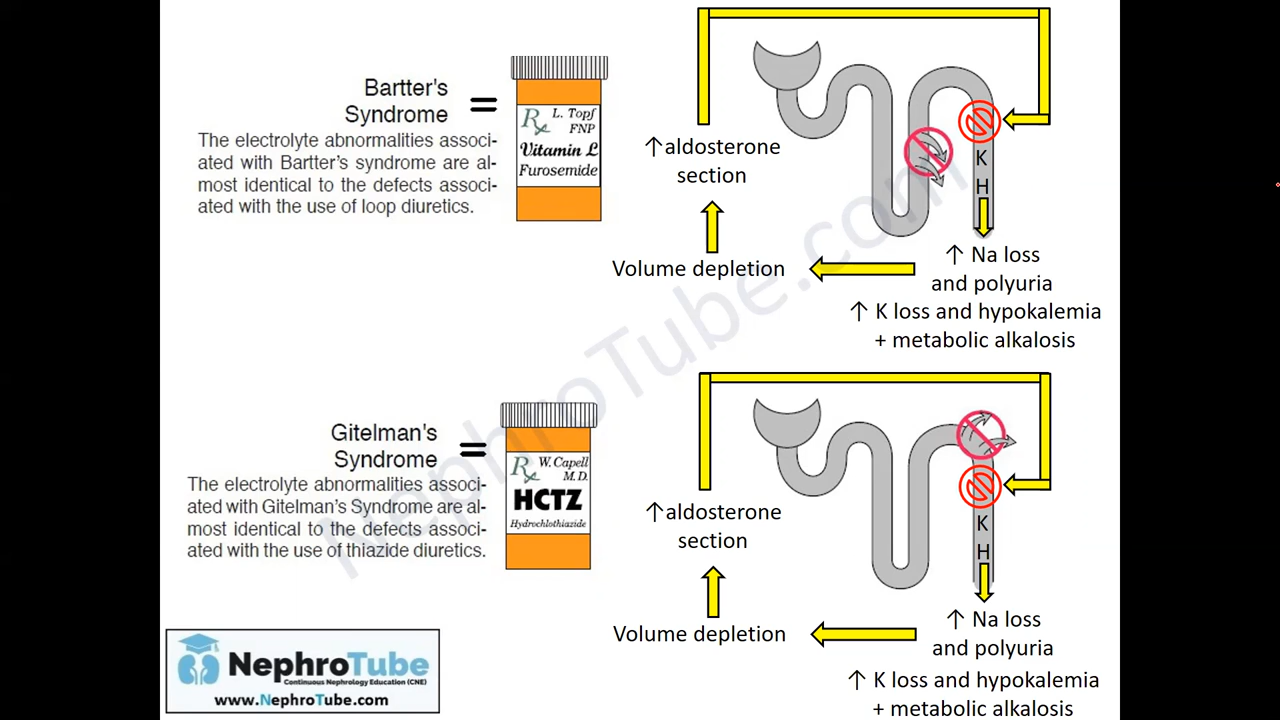 Bartter's
Syndrome
=
The electrolyte abnormalities associ-
ated with Bartter's syndrome are al-
most identical to the defects associ-
ated with the use of loop diuretics.
Rx L. Topf
FNP
Vitamin L
Furosemide
↑aldosterone
section
Volume depletion
K
H
↑ Na loss
and polyuria
↑ K loss and hypokalemia
+ metabolic alkalosis
Gitelman's
Syndrome
=
The electrolyte abnormalities associ-
ated with Gitelman's Syndrome are al-
most identical to the defects associ-
ated with the use of thiazide diuretics.
Rx W. Capell
M.D.
HCTZ
Hydrochlothiazide
↑aldosterone
section
Volume depletion
K
H
↑ Na loss
and polyuria
↑ K loss and hypokalemia
+ metabolic alkalosis
NephroTube
Continuous Nephrology Education (CNE)
www.NephroTube.com
NephroTube.com